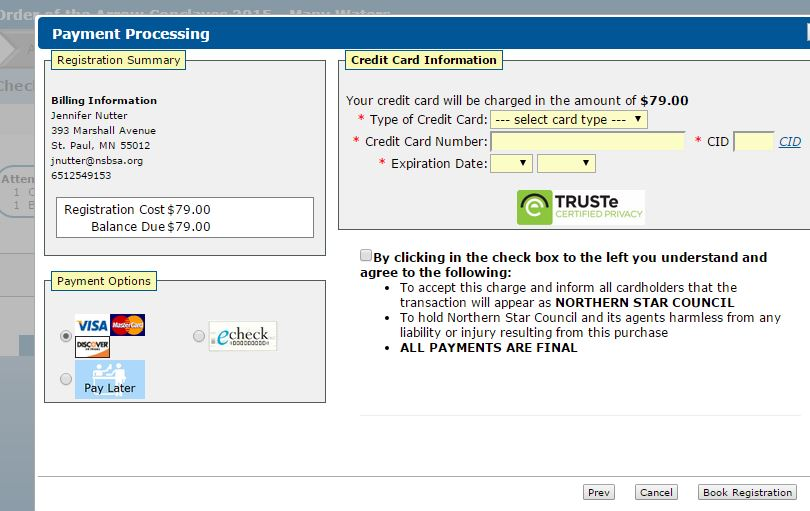 Order of the Arrow Conclaves 2015 - Many Waters
Payment Processing
Registration Summary
Billing Information
Jennifer Nutter
393 Marshall Avenue
St. Paul, MN 55012
jnutter@nsbsa.org
6512549153
Registration Cost $79.00
Balance Due $79.00
Payment Options
VISA MasterCard
DISCOVER
echeck
Pay Later
Credit Card Information
Your credit card will be charged in the amount of $79.00
* Type of Credit Card: --- select card type ---
* Credit Card Number: * CID CID
* Expiration Date:
TRUSTe
CERTIFIED PRIVACY
By clicking in the check box to the left you understand and
agree to the following:
• To accept this charge and inform all cardholders that the
transaction will appear as NORTHERN STAR COUNCIL
• To hold Northern Star Council and its agents harmless from any
liability or injury resulting from this purchase
• ALL PAYMENTS ARE FINAL
Prev Cancel Book Registration
Chec
Atten
1
1